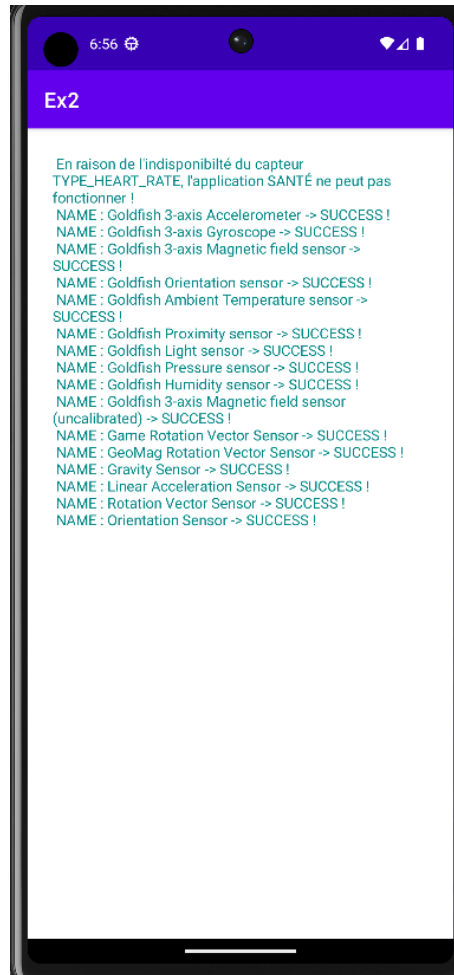 6:56
Ex2
En raison de l'indisponibilté du capteur
TYPE_HEART_RATE, l'application SANTÉ ne peut pas
fonctionner !
NAME : Goldfish 3-axis Accelerometer -> SUCCESS !
NAME : Goldfish 3-axis Gyroscope -> SUCCESS !
NAME : Goldfish 3-axis Magnetic field sensor ->
SUCCESS !
NAME : Goldfish Orientation sensor -> SUCCESS !
NAME : Goldfish Ambient Temperature sensor ->
SUCCESS !
NAME : Goldfish Proximity sensor -> SUCCESS !
NAME : Goldfish Light sensor -> SUCCESS !
NAME : Goldfish Pressure sensor -> SUCCESS !
NAME : Goldfish Humidity sensor -> SUCCESS !
NAME : Goldfish 3-axis Magnetic field sensor
(uncalibrated) -> SUCCESS !
NAME : Game Rotation Vector Sensor -> SUCCESS !
NAME : GeoMag Rotation Vector Sensor -> SUCCESS !
NAME : Gravity Sensor -> SUCCESS !
NAME : Linear Acceleration Sensor -> SUCCESS !
NAME : Rotation Vector Sensor -> SUCCESS !
NAME : Orientation Sensor -> SUCCESS !